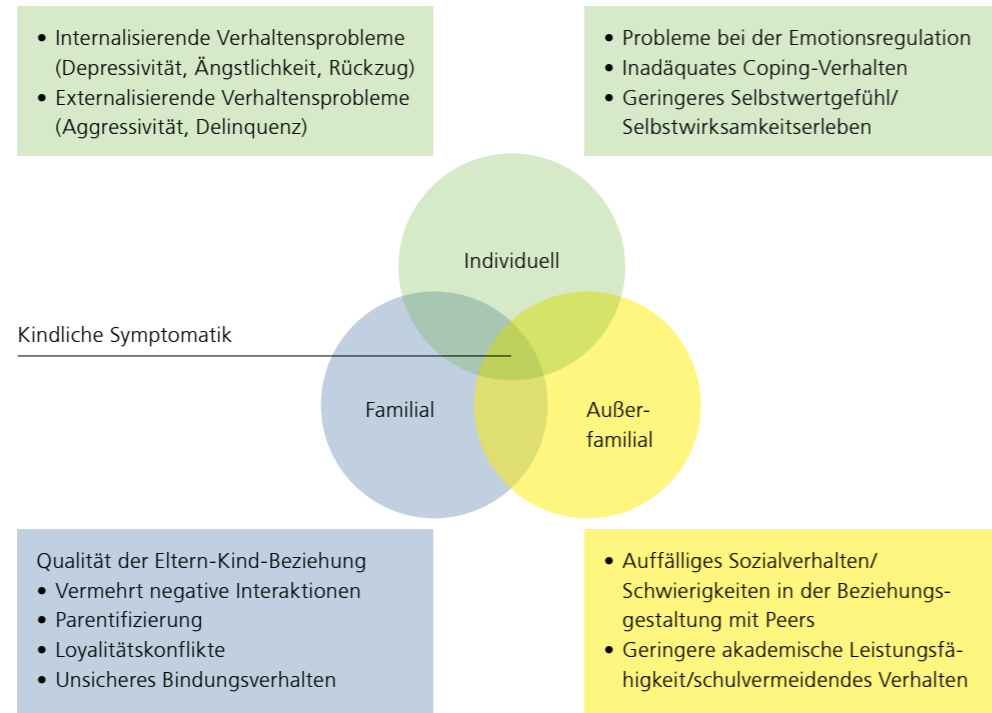 • Internalisierende Verhaltensprobleme
(Depressivität, Ängstlichkeit, Rückzug)
• Externalisierende Verhaltensprobleme
(Aggressivität, Delinquenz)
• Probleme bei der Emotionsregulation
• Inadäquates Coping-Verhalten
• Geringeres Selbstwertgefühl/
Selbstwirksamkeitserleben
Individuell
Kindliche Symptomatik
Familial
Außer-
familial
Qualität der Eltern-Kind-Beziehung
• Vermehrt negative Interaktionen
• Parentifizierung
• Loyalitätskonflikte
• Unsicheres Bindungsverhalten
• Auffälliges Sozialverhalten/
Schwierigkeiten in der Beziehungs-
gestaltung mit Peers
• Geringere akademische Leistungsfä-
higkeit/schulvermeidendes Verhalten